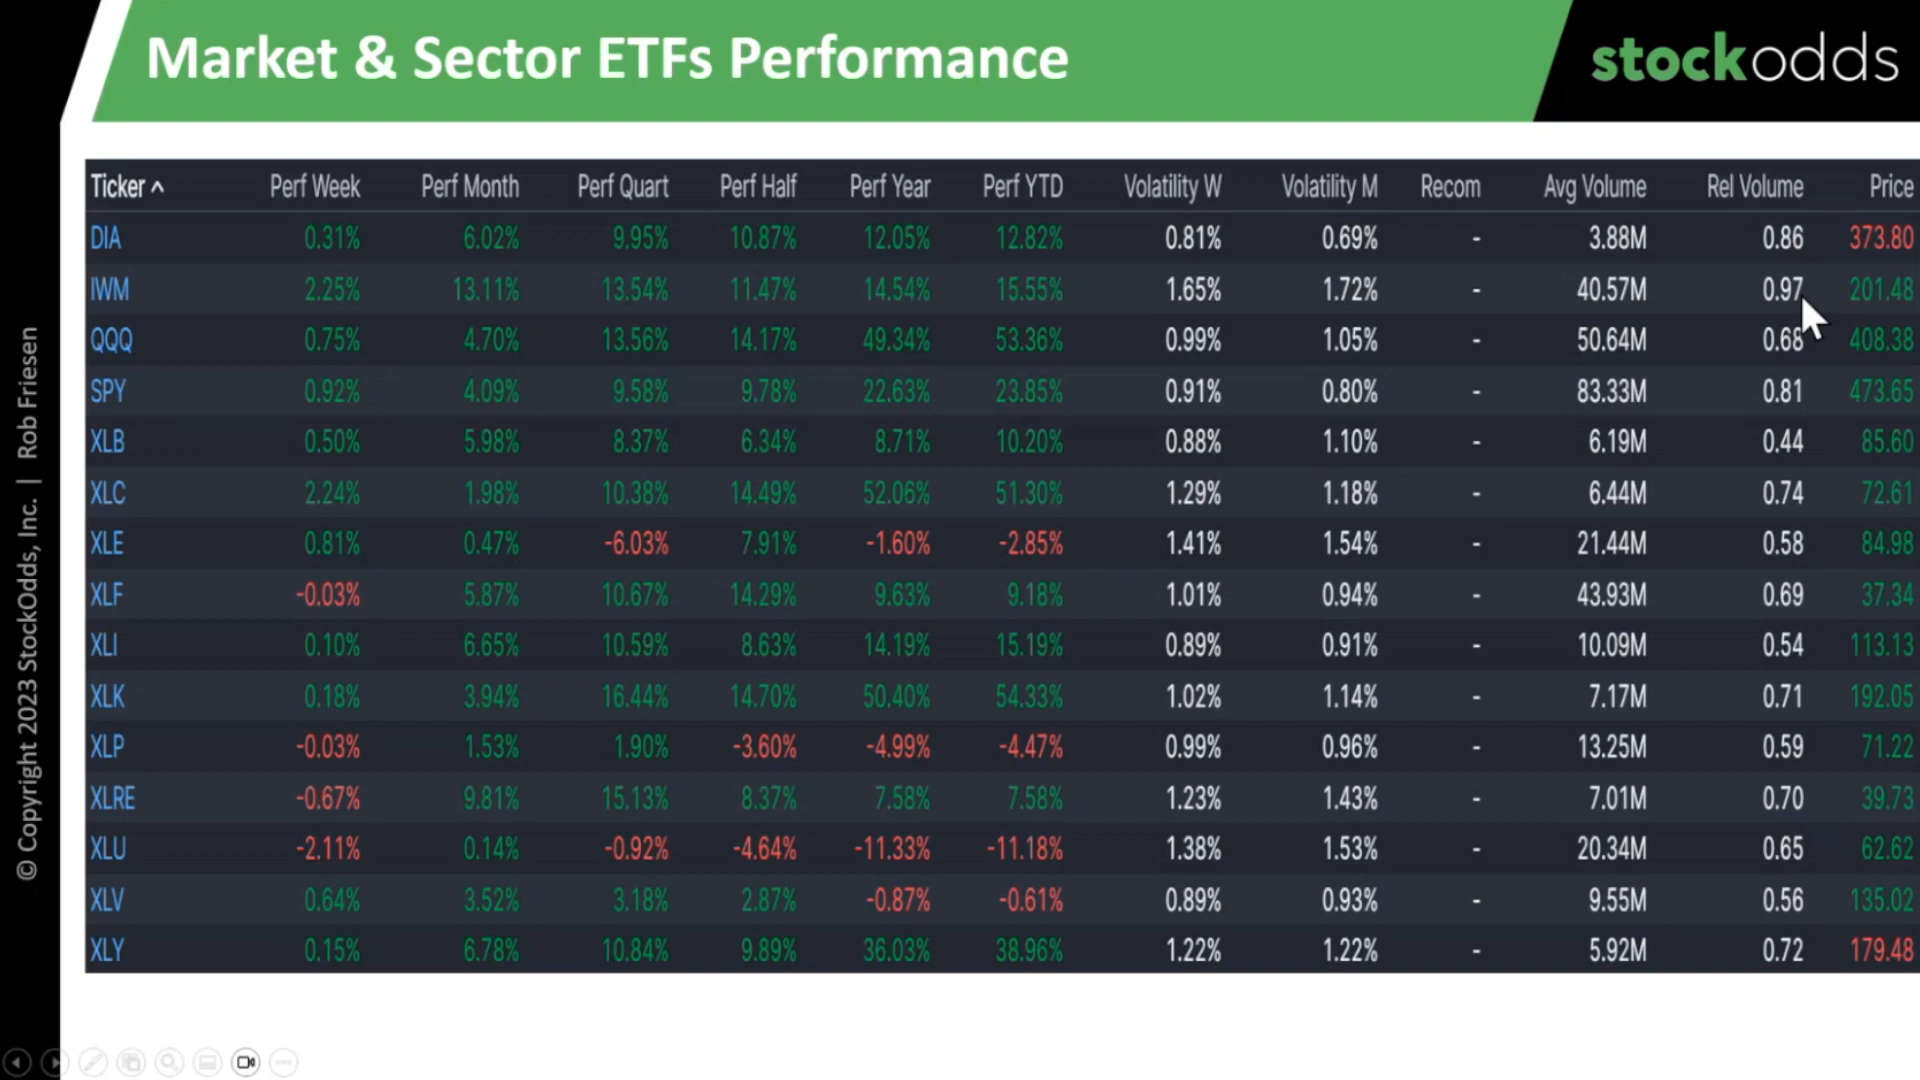 Market & Sector ETFs Performance
stockodds
Ticker ^ Perf Week Perf Month Perf Quart Perf Half Perf Year Perf YTD Volatility W Volatility M Recom Avg Volume Rel Volume Price
DIA 0.31% 6.02% 9.95% 10.87% 12.05% 12.82% 0.81% 0.69% - 3.88M 0.86 373.80
IWM 2.25% 13.11% 13.54% 11.47% 14.54% 15.55% 1.65% 1.72% - 40.57M 0.97 201.48
QQQ 0.75% 4.70% 13.56% 14.17% 49.34% 53.36% 0.99% 1.05% - 50.64M 0.68 408.38
SPY 0.92% 4.09% 9.58% 9.78% 22.63% 23.85% 0.91% 0.80% - 83.33M 0.81 473.65
XLB 0.50% 5.98% 8.37% 6.34% 8.71% 10.20% 0.88% 1.10% - 6.19M 0.44 85.60
XLC 2.24% 1.98% 10.38% 14.49% 52.06% 51.30% 1.29% 1.18% - 6.44M 0.74 72.61
XLE 0.81% 0.47% -6.03% 7.91% -1.60% -2.85% 1.41% 1.54% - 21.44M 0.58 84.98
XLF -0.03% 5.87% 10.67% 14.29% 9.63% 9.18% 1.01% 0.94% - 43.93M 0.69 37.34
XLI 0.10% 6.65% 10.59% 8.63% 14.19% 15.19% 0.89% 0.91% - 10.09M 0.54 113.13
XLK 0.18% 3.94% 16.44% 14.70% 50.40% 54.33% 1.02% 1.14% - 7.17M 0.71 192.05
XLP -0.03% 1.53% 1.90% -3.60% -4.99% -4.47% 0.99% 0.96% - 13.25M 0.59 71.22
XLRE -0.67% 9.81% 15.13% 8.37% 7.58% 7.58% 1.23% 1.43% - 7.01M 0.70 39.73
XLU -2.11% 0.14% -0.92% -4.64% -11.33% -11.18% 1.38% 1.53% - 20.34M 0.65 62.62
XLV 0.64% 3.52% 3.18% 2.87% -0.87% -0.61% 0.89% 0.93% - 9.55M 0.56 135.02
XLY 0.15% 6.78% 10.84% 9.89% 36.03% 38.96% 1.22% 1.22% - 5.92M 0.72 179.48
© Copyright 2023 StockOdds, Inc. | Rob Friesen